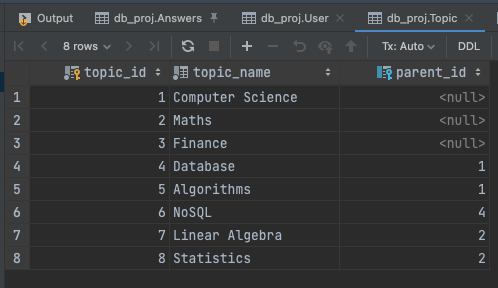 Output db_proj.Answers db_proj.User db_proj.Topic
8 rows Tx: Auto DDL
topic_id topic_name parent_id
1 1 Computer Science <null>
2 2 Maths <null>
3 3 Finance <null>
4 4 Database 1
5 5 Algorithms 1
6 6 NoSQL 4
7 7 Linear Algebra 2
8 8 Statistics 2